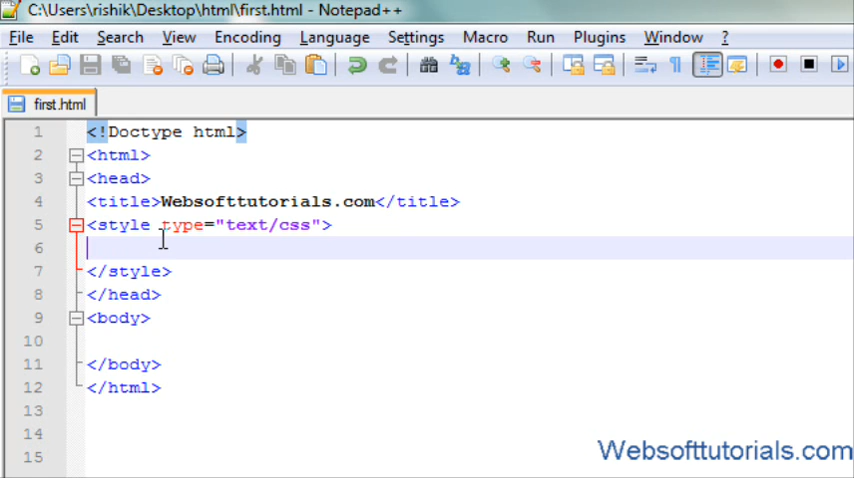 C:\Users\rishik\Desktop\html\first.html - Notepad++
File Edit Search View Encoding Language Settings Macro Run Plugins Window ?
first.html
1 <!Doctype html>
2 <html>
3 <head>
4 <title>Websofttutorials.com</title>
5 <style type="text/css">
6
7 </style>
8 </head>
9 <body>
10
11 </body>
12 </html>
13
14
15
Websofttutorials.com